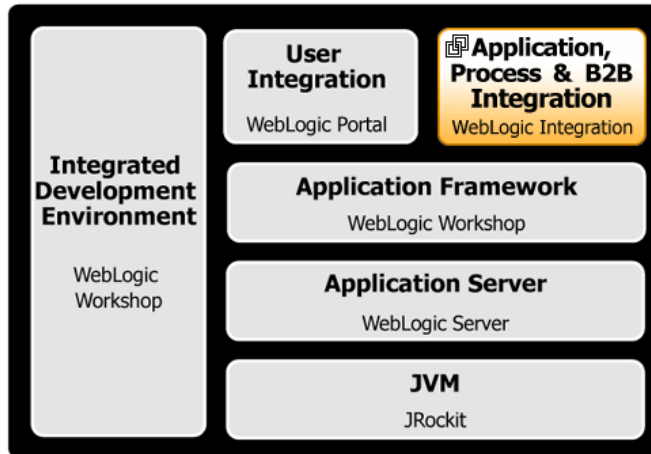 Integrated
Development
Environment
WebLogic
Workshop
User
Integration
WebLogic Portal
Application,
Process & B2B
Integration
WebLogic Integration
Application Framework
WebLogic Workshop
Application Server
WebLogic Server
JVM
JRockit